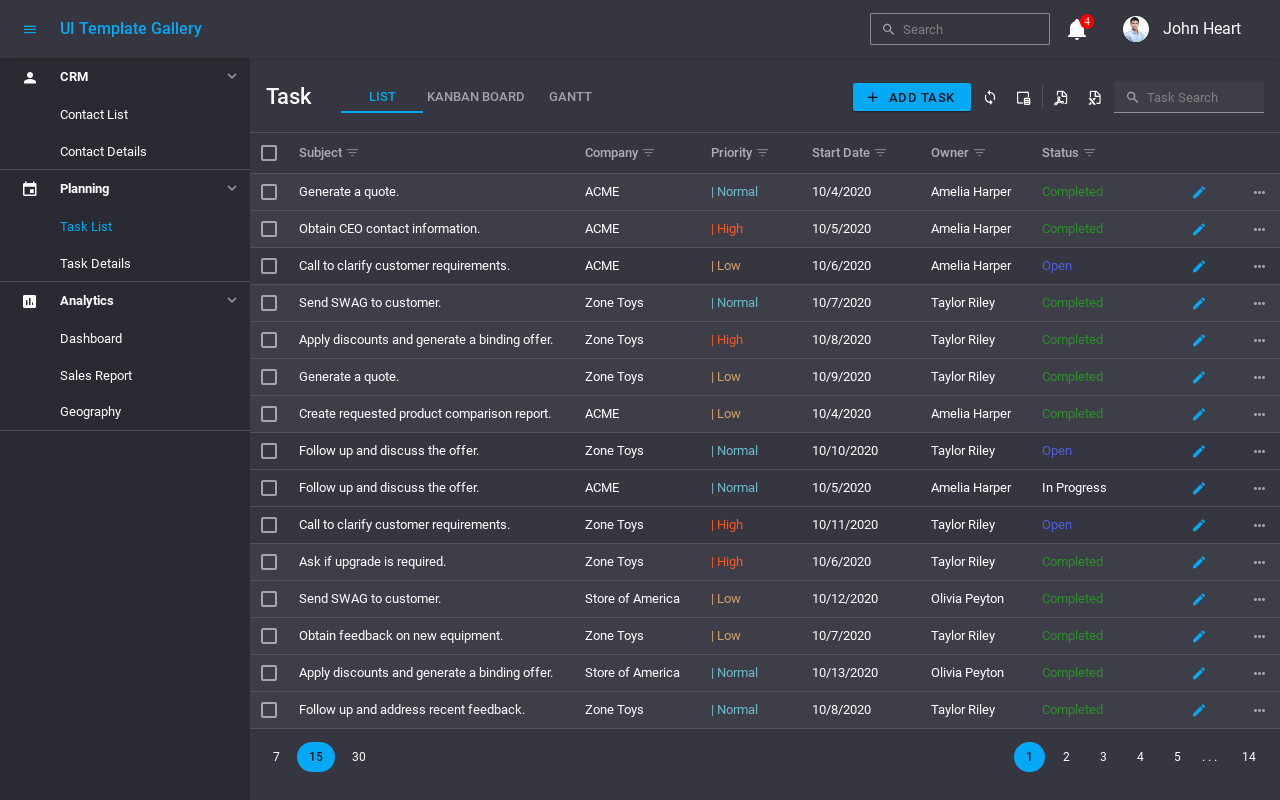 UI Template Gallery
Search
4
John Heart
CRM
Contact List
Contact Details
Planning
Task List
Task Details
Analytics
Dashboard
Sales Report
Geography
Task
LIST
KANBAN BOARD
GANTT
ADD TASK
Task Search
Subject Company Priority Start Date Owner Status
Generate a quote. ACME | Normal 10/4/2020 Amelia Harper Completed
Obtain CEO contact information. ACME | High 10/5/2020 Amelia Harper Completed
Call to clarify customer requirements. ACME | Low 10/6/2020 Amelia Harper Open
Send SWAG to customer. Zone Toys | Normal 10/7/2020 Taylor Riley Completed
Apply discounts and generate a binding offer. Zone Toys | High 10/8/2020 Taylor Riley Completed
Generate a quote. Zone Toys | Low 10/9/2020 Taylor Riley Completed
Create requested product comparison report. ACME | Low 10/4/2020 Amelia Harper Completed
Follow up and discuss the offer. Zone Toys | Normal 10/10/2020 Taylor Riley Open
Follow up and discuss the offer. ACME | Normal 10/5/2020 Amelia Harper In Progress
Call to clarify customer requirements. Zone Toys | High 10/11/2020 Taylor Riley Open
Ask if upgrade is required. Zone Toys | High 10/6/2020 Taylor Riley Completed
Send SWAG to customer. Store of America | Low 10/12/2020 Olivia Peyton Completed
Obtain feedback on new equipment. Zone Toys | Low 10/7/2020 Taylor Riley Completed
Apply discounts and generate a binding offer. Store of America | Normal 10/13/2020 Olivia Peyton Completed
Follow up and address recent feedback. Zone Toys | Normal 10/8/2020 Taylor Riley Completed
7 15 30 1 2 3 4 5 . . . 14